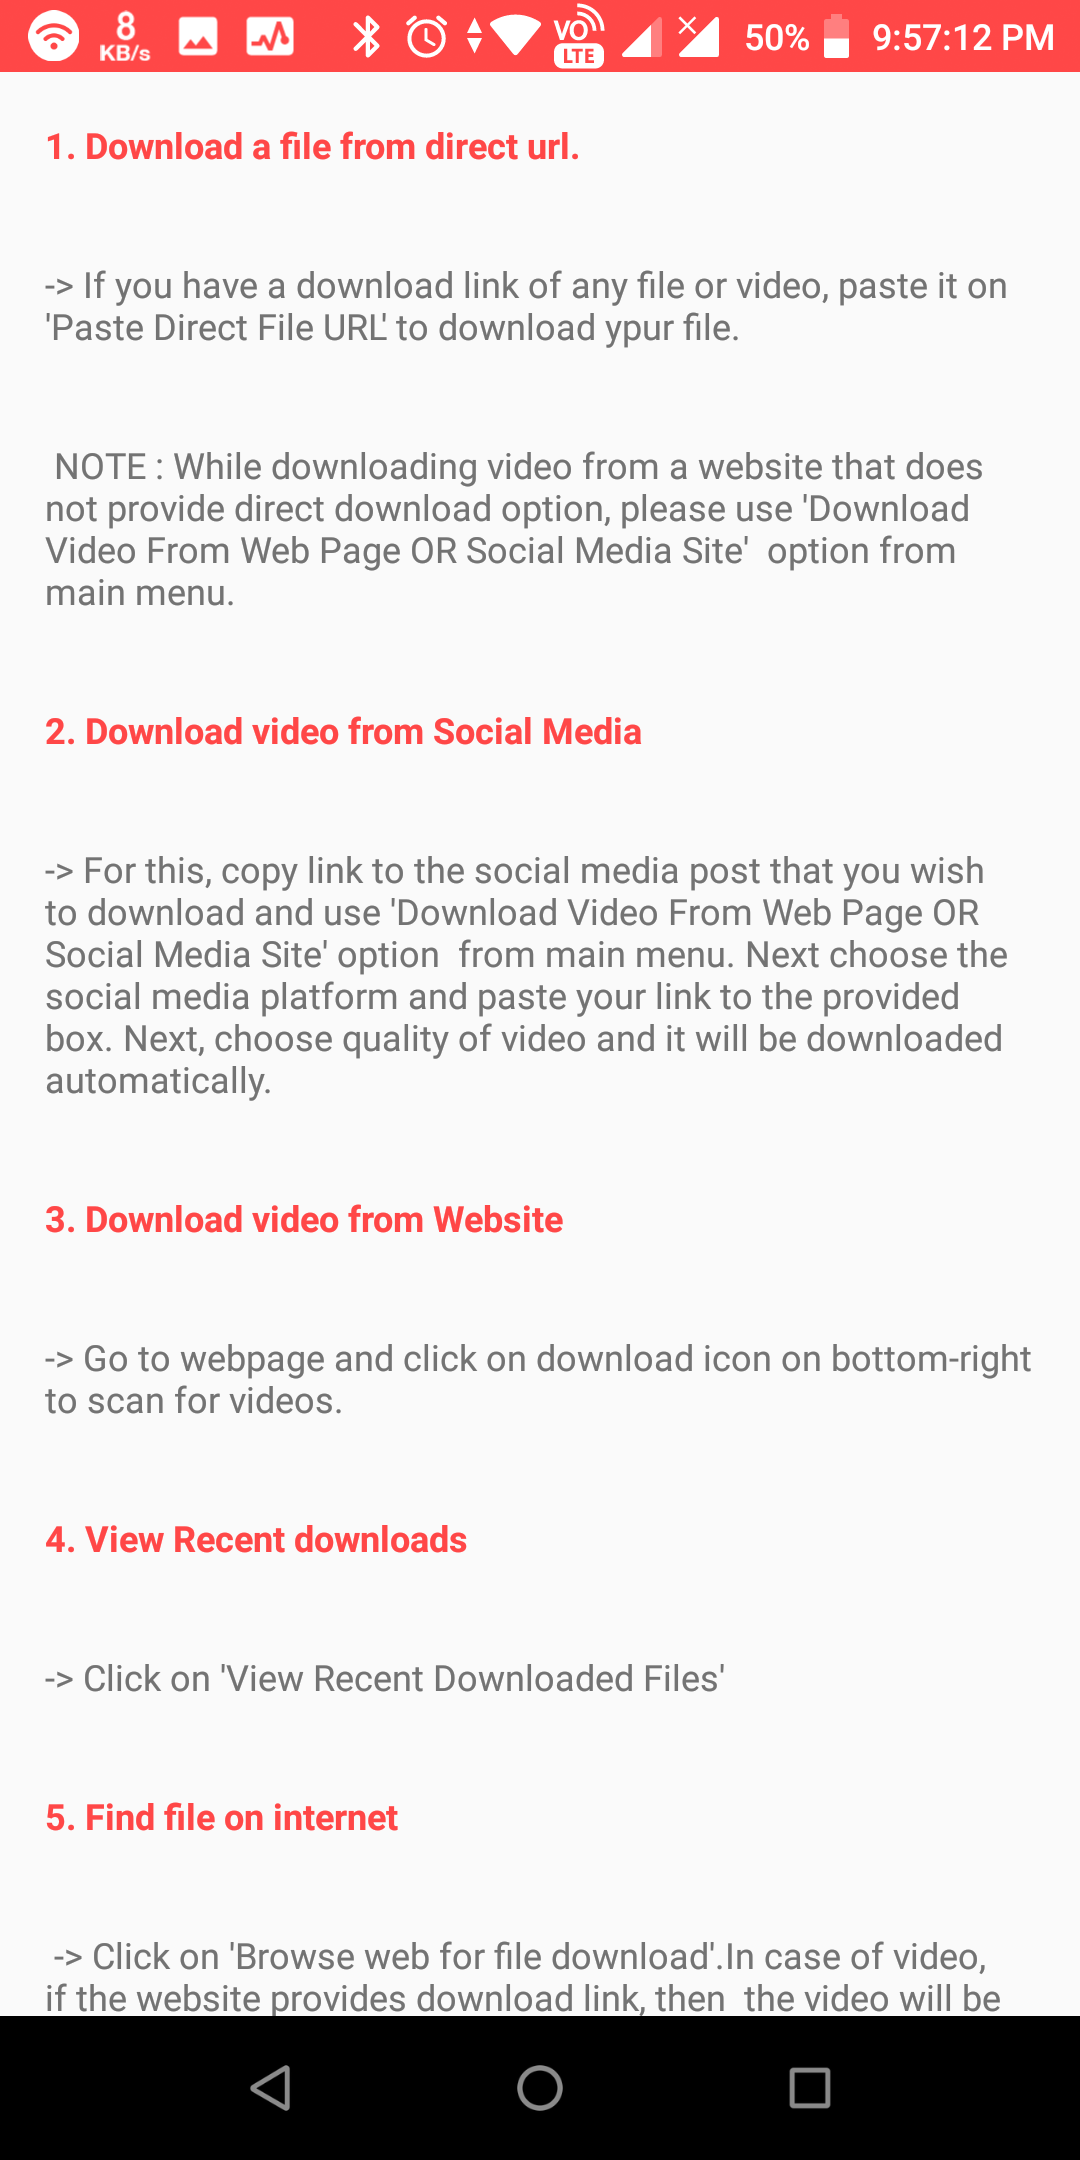 8
KB/s
VO
LTE
50%
9:57:12 PM
1. Download a file from direct url.
-> If you have a download link of any file or video, paste it on
'Paste Direct File URL' to download ypur file.
NOTE : While downloading video from a website that does
not provide direct download option, please use 'Download
Video From Web Page OR Social Media Site'  option from
main menu.
2. Download video from Social Media
-> For this, copy link to the social media post that you wish
to download and use 'Download Video From Web Page OR
Social Media Site' option  from main menu. Next choose the
social media platform and paste your link to the provided
box. Next, choose quality of video and it will be downloaded
automatically.
3. Download video from Website
-> Go to webpage and click on download icon on bottom-right
to scan for videos.
4. View Recent downloads
-> Click on 'View Recent Downloaded Files'
5. Find file on internet
-> Click on 'Browse web for file download'.In case of video,
if the website provides download link, then  the video will be